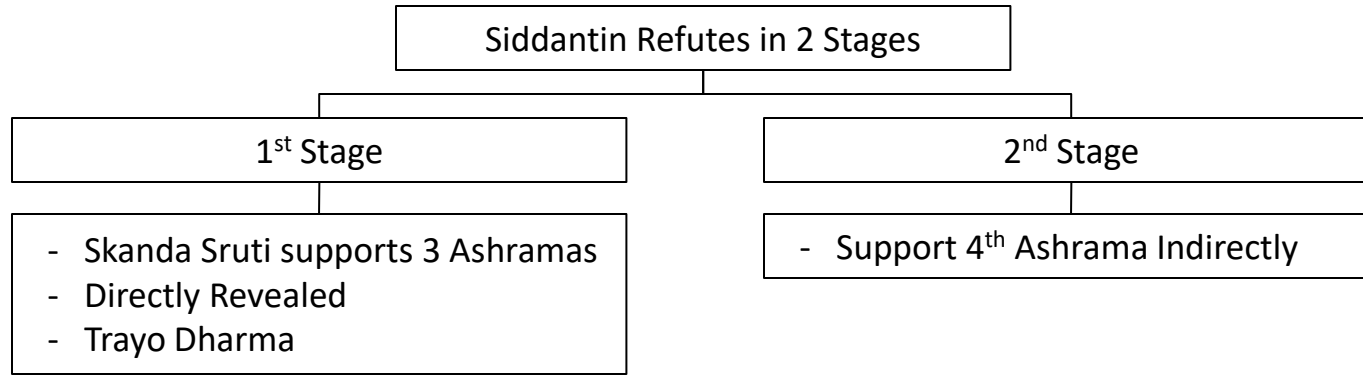 Siddantin Refutes in 2 Stages
1st Stage
- Skanda Sruti supports 3 Ashramas
- Directly Revealed
- Trayo Dharma
2nd Stage
- Support 4th Ashrama Indirectly